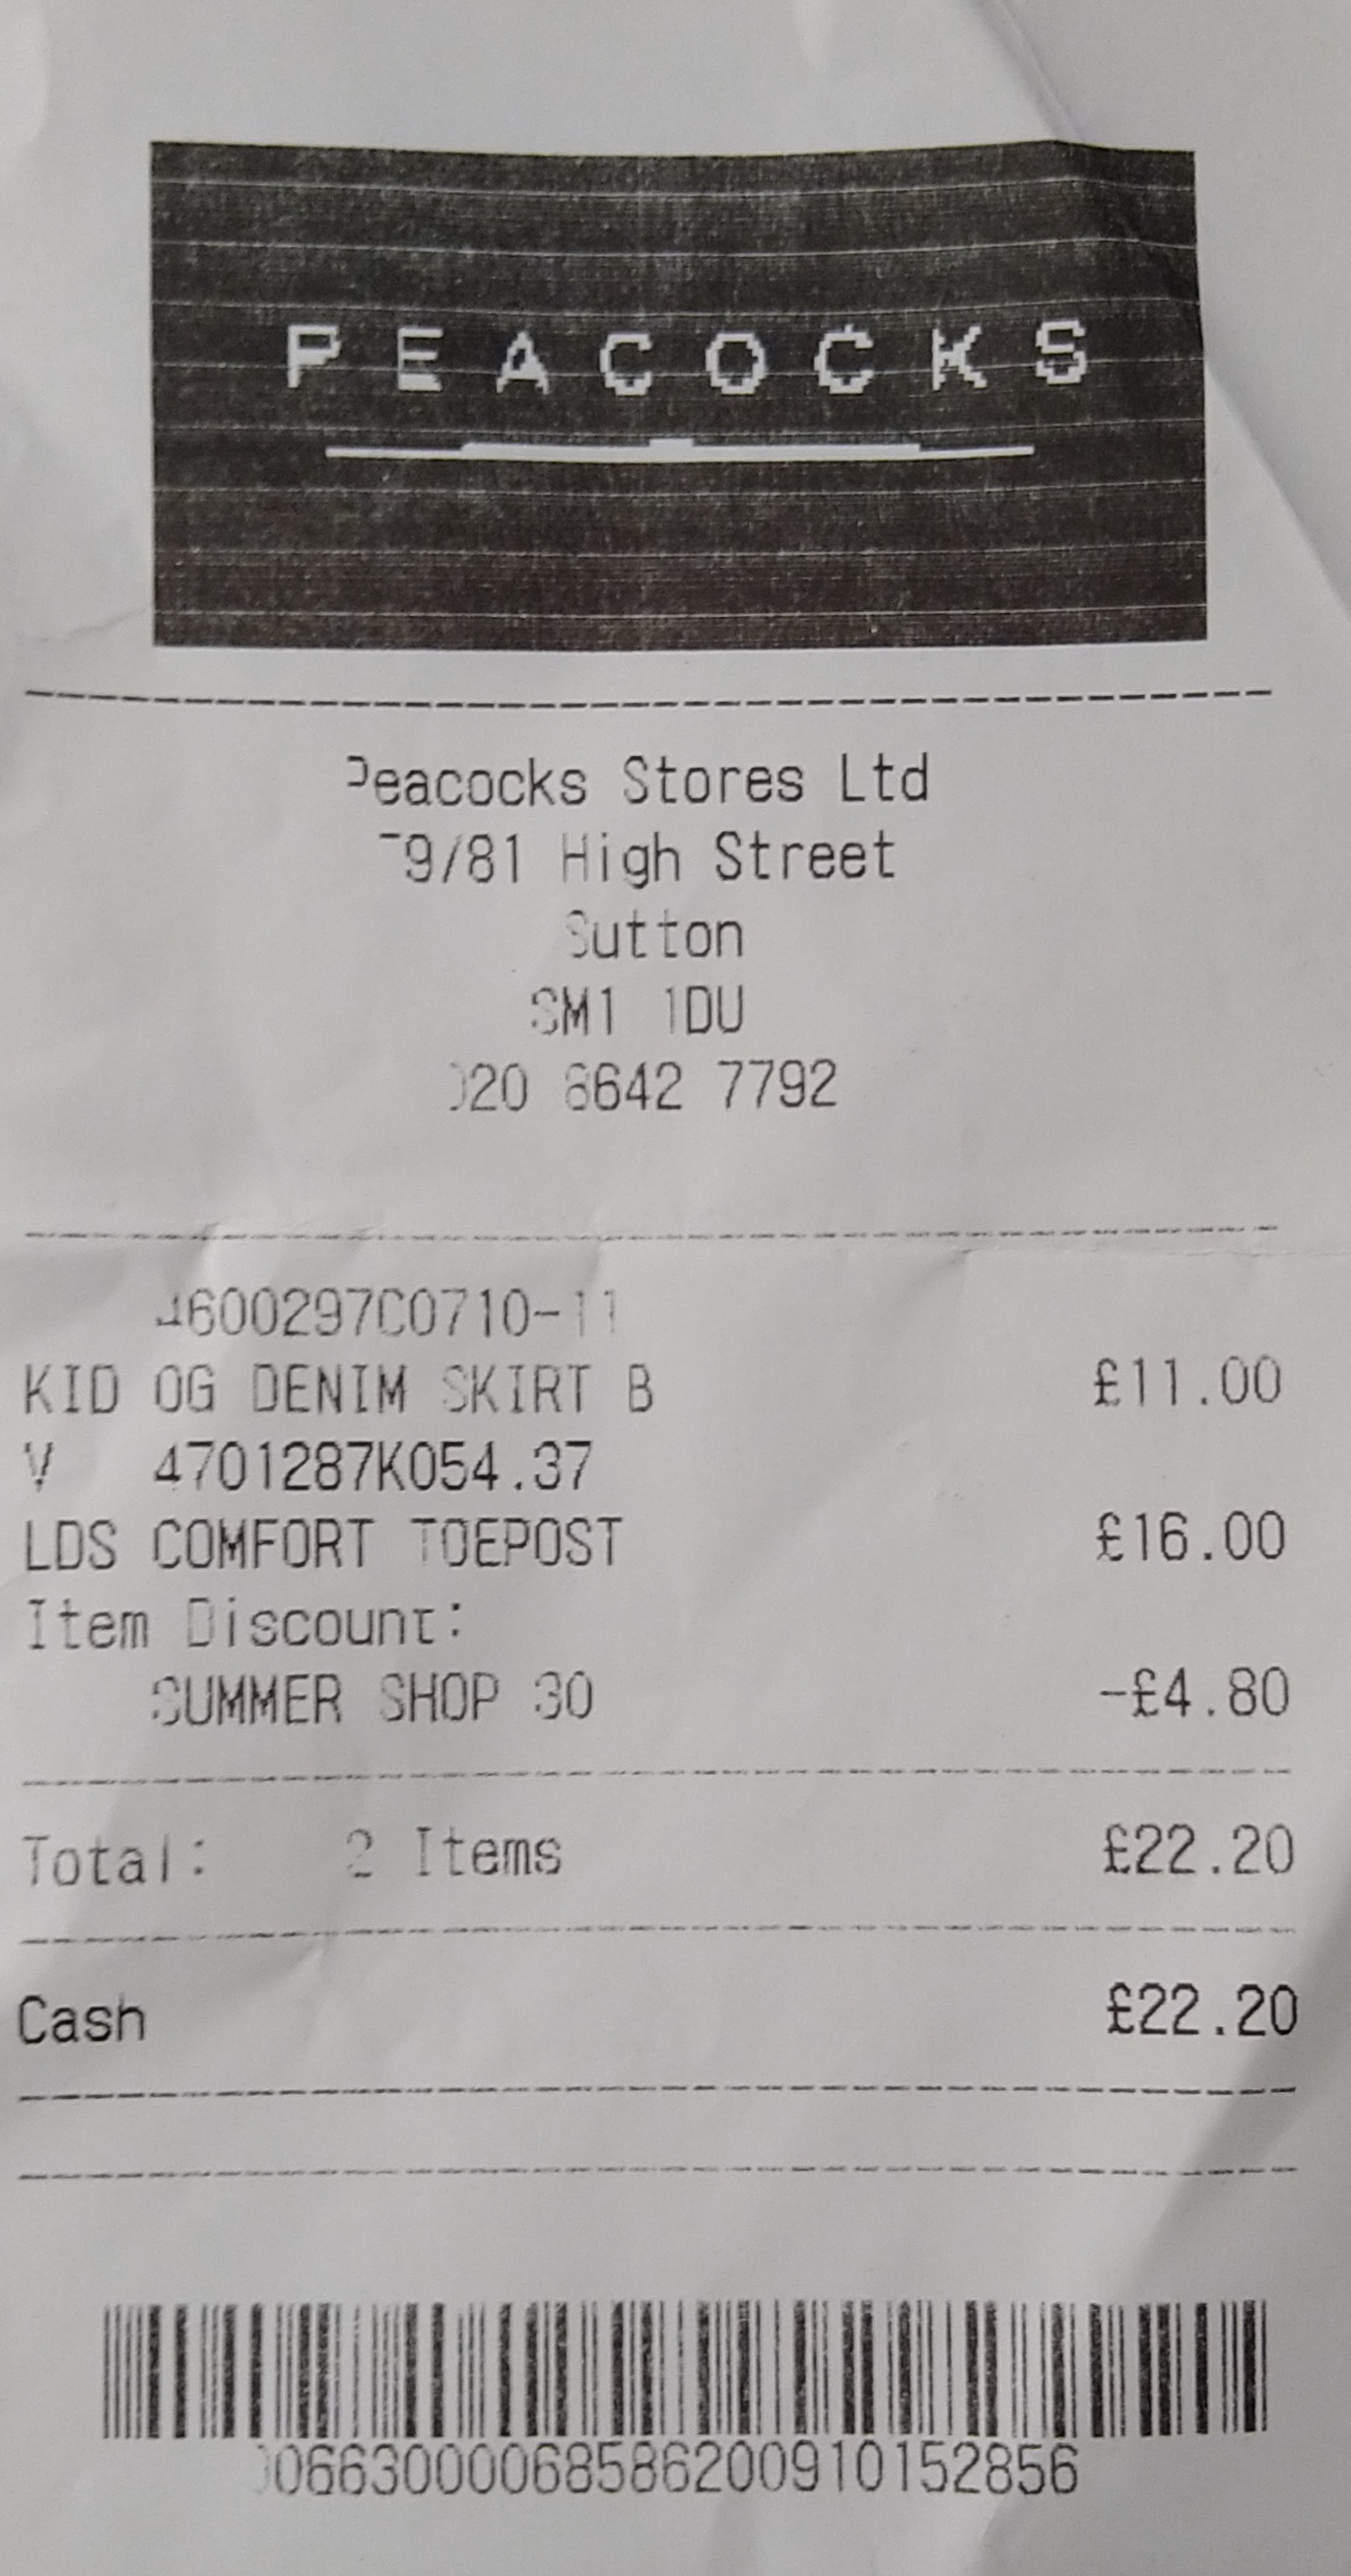 PEACOCKS
Peacocks Stores Ltd
79/81 High Street
Sutton
SM1 1DU
020 8642 7792
4600297C0710-11
KID OG DENIM SKIRT B £11.00
V 4701287K054.37
LDS COMFORT TOEPOST £16.00
Item Discount:
SUMMER SHOP 30 -£4.80
Total: 2 Items £22.20
Cash £22.20
00663000068586200910152856